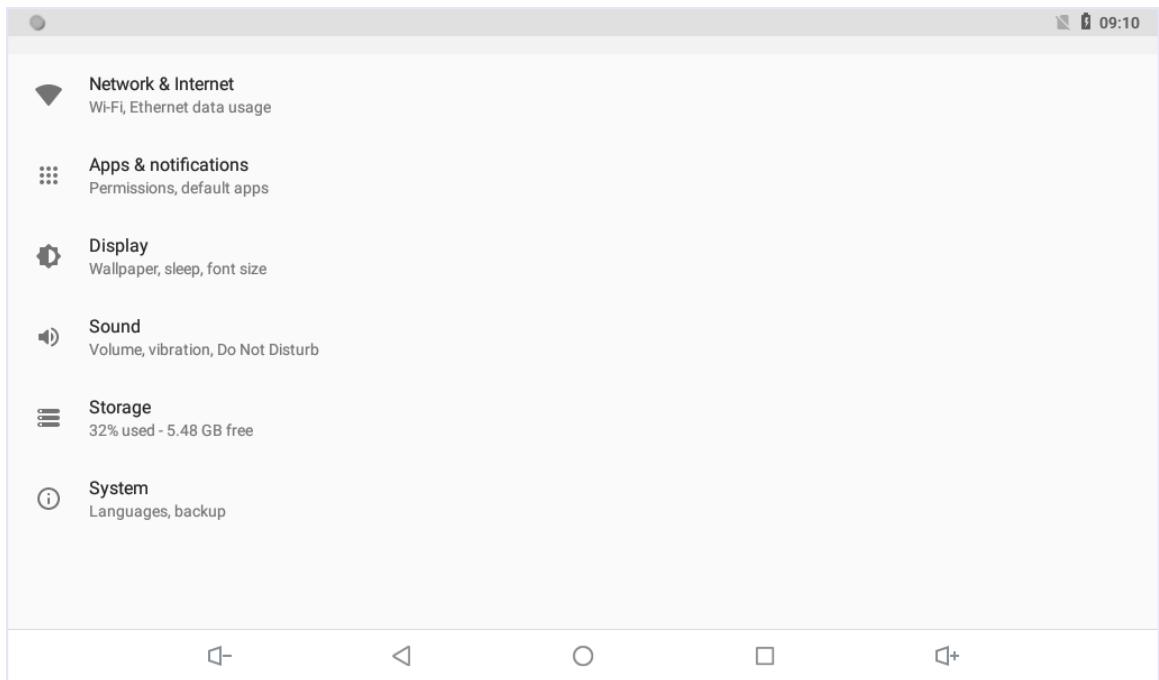 09:10
Network & Internet
Wi-Fi, Ethernet data usage
Apps & notifications
Permissions, default apps
Display
Wallpaper, sleep, font size
Sound
Volume, vibration, Do Not Disturb
Storage
32% used - 5.48 GB free
System
Languages, backup